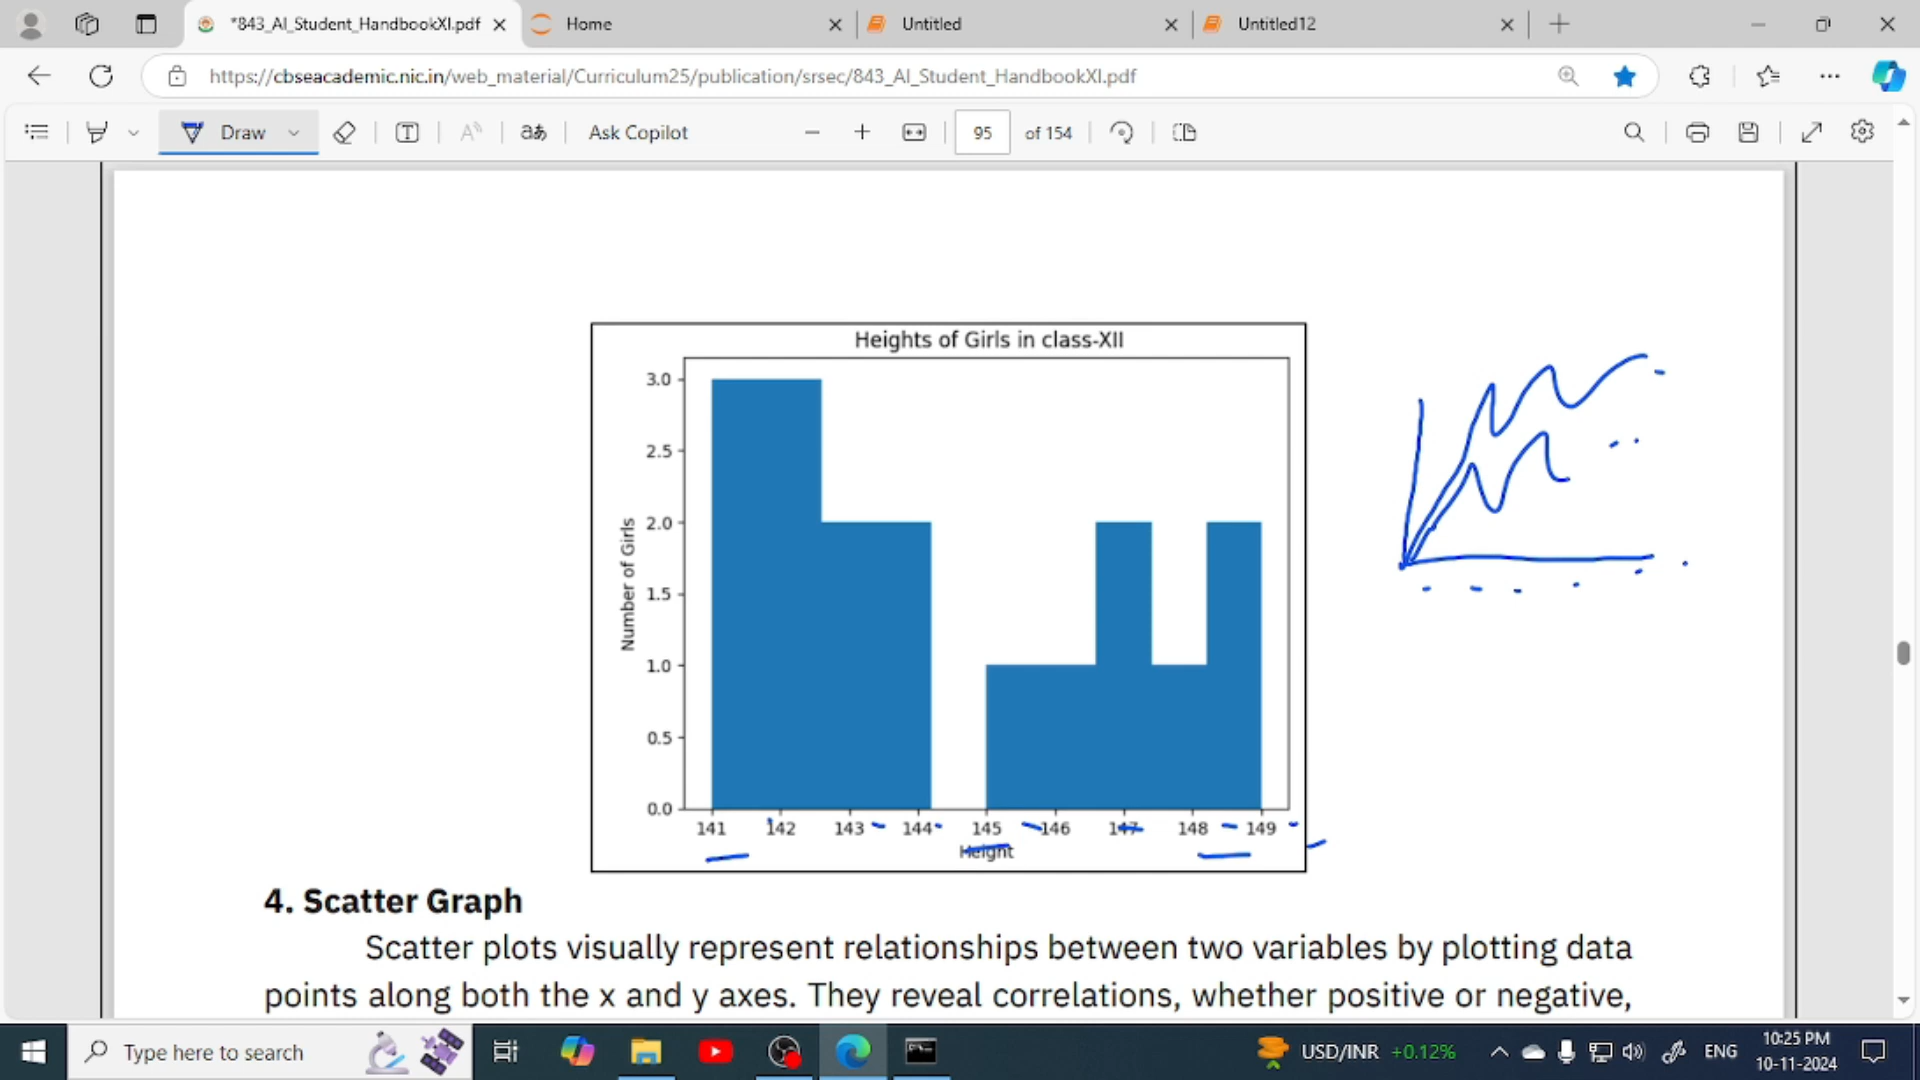 *843_AI_Student_HandbookXI.pdf
Home
Untitled
Untitled12
https://cbseacademic.nic.in/web_material/Curriculum25/publication/srsec/843_AI_Student_HandbookXI.pdf
Draw
Ask Copilot
95 of 154
Heights of Girls in class-XII
3.0
2.5
2.0
1.5
1.0
0.5
0.0
Number of Girls
141 142 143 144 145 146 147 148 149
Height
4. Scatter Graph
Scatter plots visually represent relationships between two variables by plotting data
points along both the x and y axes. They reveal correlations, whether positive or negative,
Type here to search
USD/INR +0.12%
ENG
10:25 PM
10-11-2024